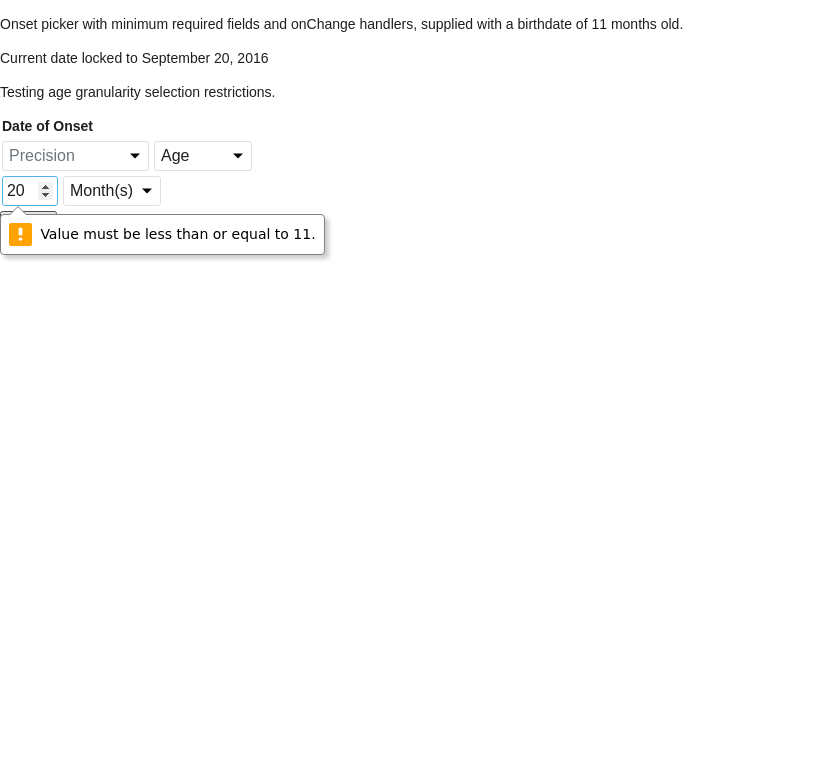 Onset picker with minimum required fields and onChange handlers, supplied with a birthdate of 11 months old.
Current date locked to September 20, 2016
Testing age granularity selection restrictions.
Date of Onset
Precision Age
20 Month(s)
Value must be less than or equal to 11.